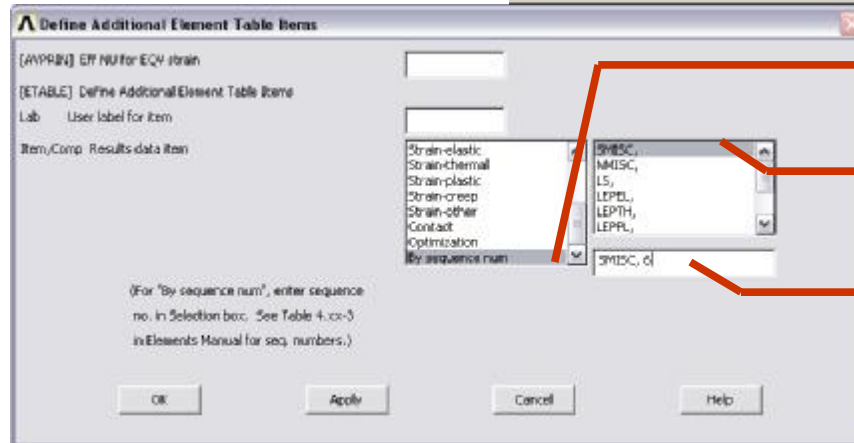 Define Additional Element Table Items
[AVPRIN] Eff NU for EQV strain
[ETABLE] Define Additional Element Table Items
Lab User label for item
Item,Comp Results data item
Strain-elastic
Strain-thermal
Strain-plastic
Strain-creep
Strain-other
Contact
Optimization
By sequence num
SMISC,
NMISC,
LS,
LEPEL,
LEPTH,
LEPPL,
SMISC, 6
(For "By sequence num", enter sequence
no. in Selection box. See Table 4.xx-3
in Elements Manual for seq. numbers.)
OK
Apply
Cancel
Help